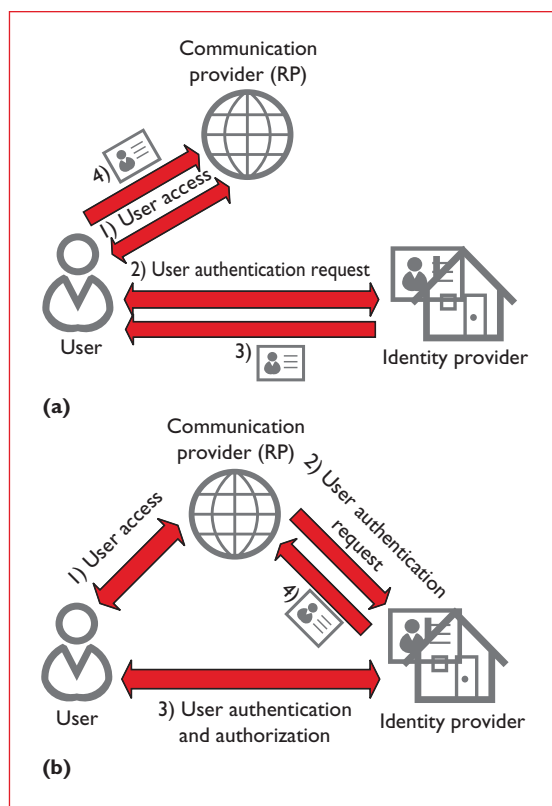 Communication
provider (RP)
4)
1) User access
2) User authentication request
User
3)
Identity provider
(a)
Communication
provider (RP)
1) User access
2) User authentication
request
4)
User
3) User authentication
and authorization
Identity provider
(b)